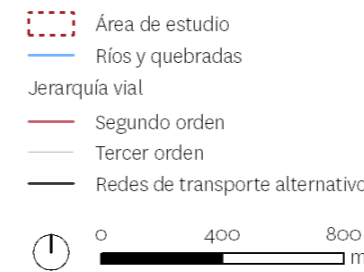 Área de estudio
Ríos y quebradas
Jerarquía vial
Segundo orden
Tercer orden
Redes de transporte alternativo
0 400 800
m